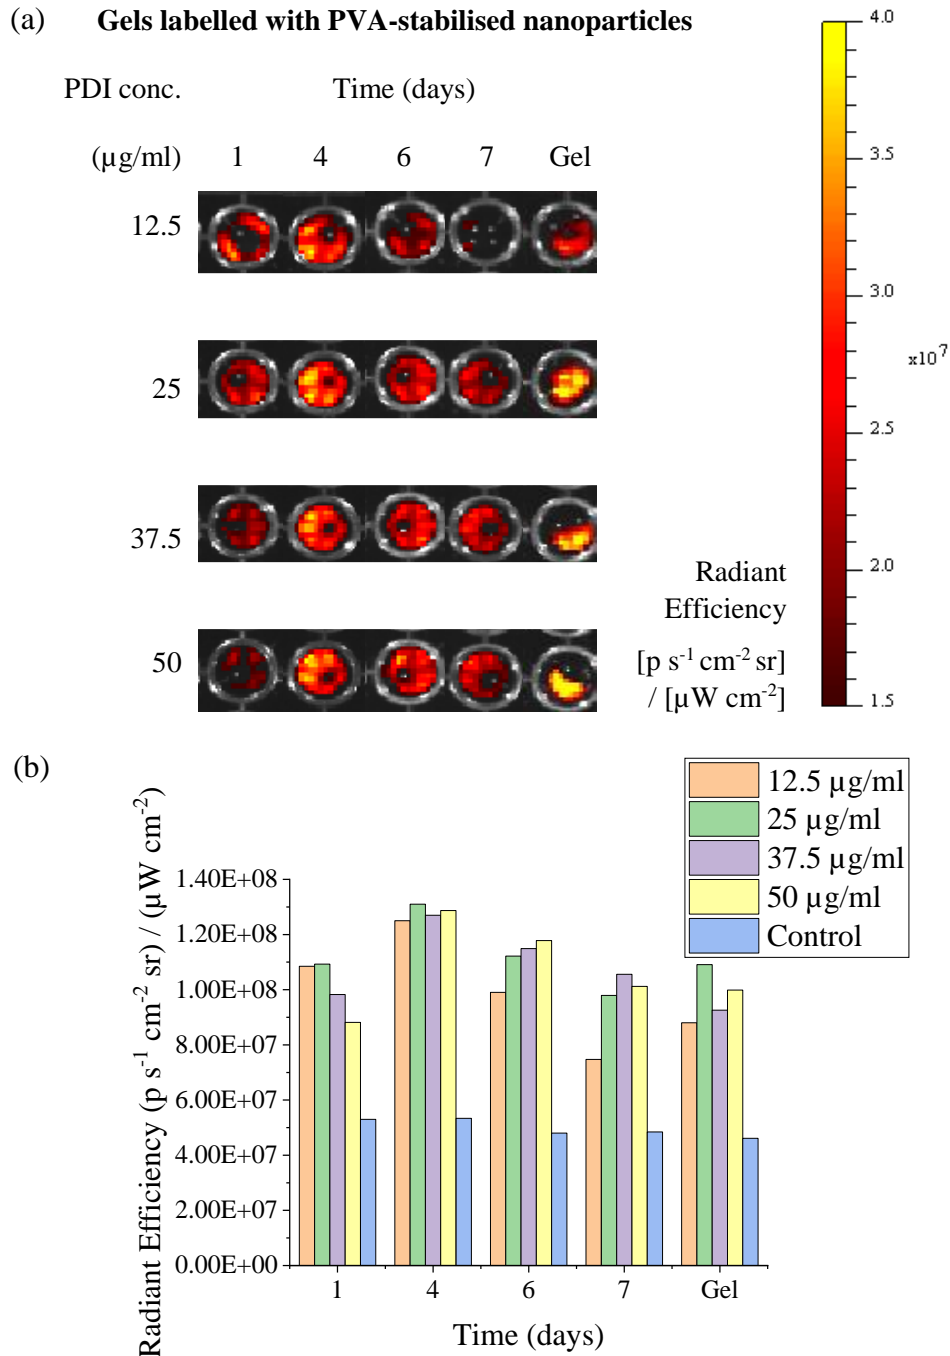 (a) Gels labelled with PVA-stabilised nanoparticles
PDI conc. Time (days)
(µg/ml) 1 4 6 7 Gel
12.5
25
37.5
50
4.0
3.5
3.0
x10⁻⁷
2.5
2.0
1.5
Radiant
Efficiency
[p s⁻¹ cm⁻² sr]
/ [µW cm⁻²]
(b)
12.5 µg/ml
25 µg/ml
37.5 µg/ml
50 µg/ml
Control
Radiant Efficiency (p s⁻¹ cm⁻² sr) / (µW cm⁻²)
1.40E+08
1.20E+08
1.00E+08
8.00E+07
6.00E+07
4.00E+07
2.00E+07
0.00E+00
1 4 6 7 Gel
Time (days)